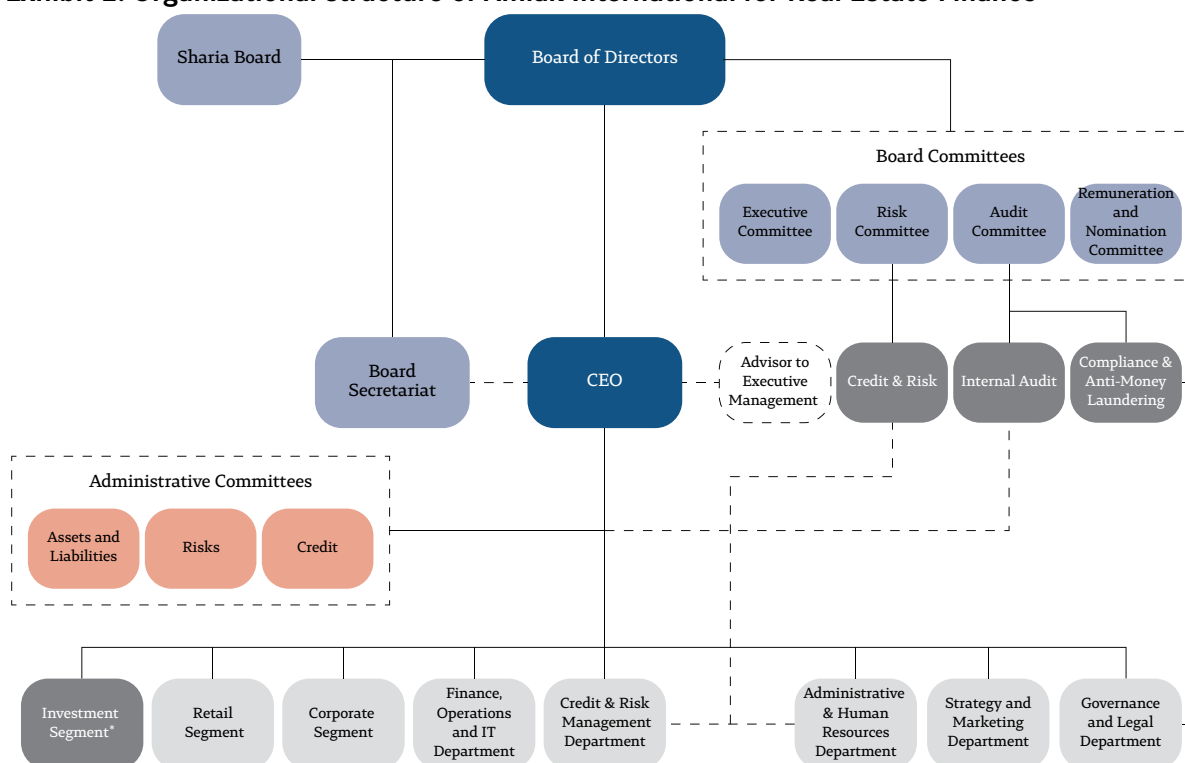 Sharia Board
Board of Directors
Board Committees
Executive
Committee
Risk
Committee
Audit
Committee
Remuneration
and
Nomination
Committee
Board
Secretariat
CEO
Advisor to
Executive
Management
Credit & Risk
Internal Audit
Compliance &
Anti-Money
Laundering
Administrative Committees
Assets and
Liabilities
Risks
Credit
Investment
Segment*
Retail
Segment
Corporate
Segment
Finance,
Operations
and IT
Department
Credit & Risk
Management
Department
Administrative
& Human
Resources
Department
Strategy and
Marketing
Department
Governance
and Legal
Department